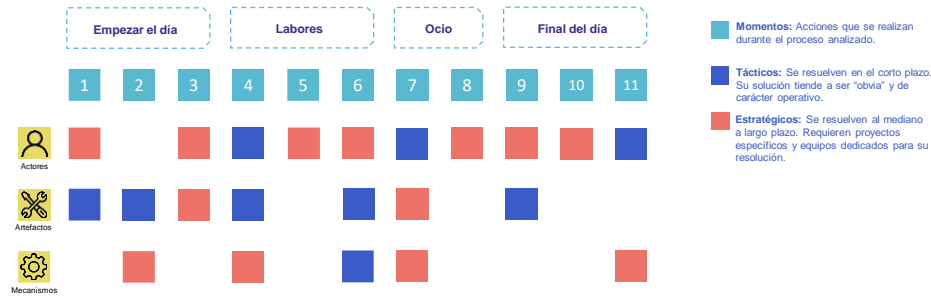 Empezar el día
Labores
Ocio
Final del día
1
2
3
4
5
6
7
8
9
10
11
Actores
Artefactos
Mecanismos
Momentos: Acciones que se realizan
durante el proceso analizado.
Tácticos: Se resuelven en el corto plazo.
Su solución tiende a ser “obvia” y de
carácter operativo.
Estratégicos: Se resuelven al mediano
a largo plazo. Requieren proyectos
específicos y equipos dedicados para su
resolución.